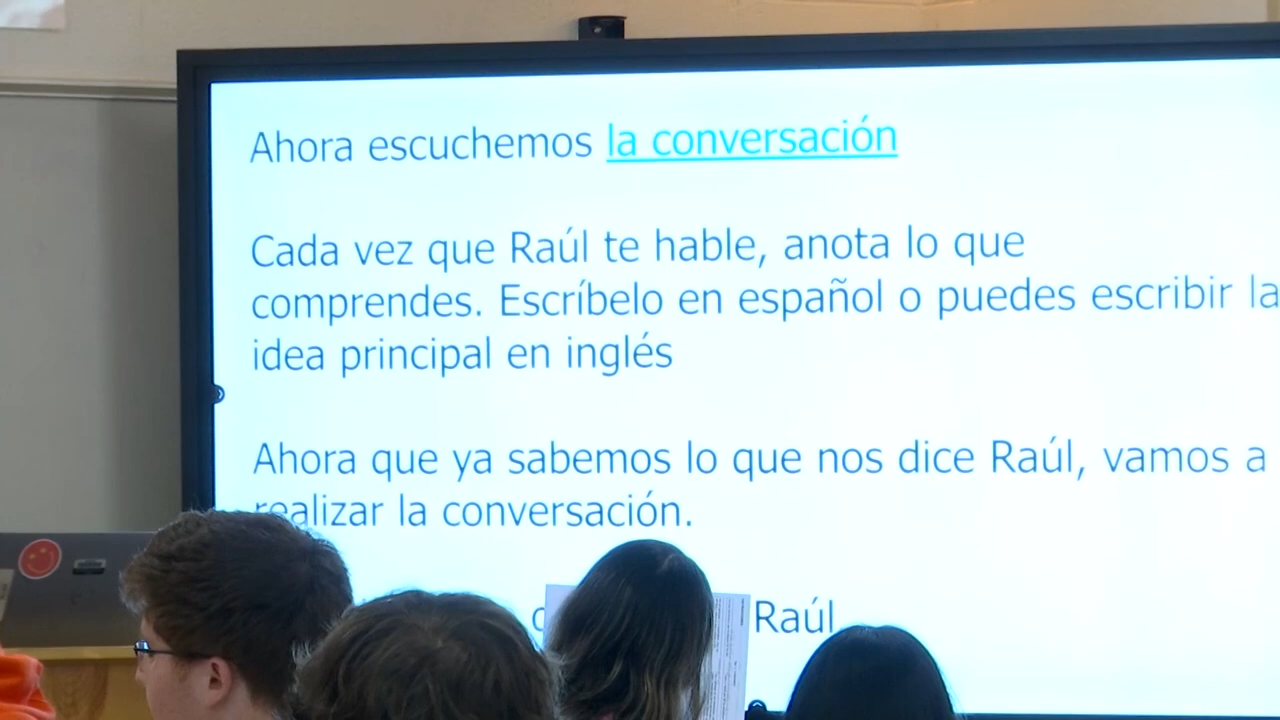 Ahora escuchemos la conversación
Cada vez que Raúl te hable, anota lo que
comprendes. Escríbelo en español o puedes escribir la
idea principal en inglés
Ahora que ya sabemos lo que nos dice Raúl, vamos a
realizar la conversación.
Raúl